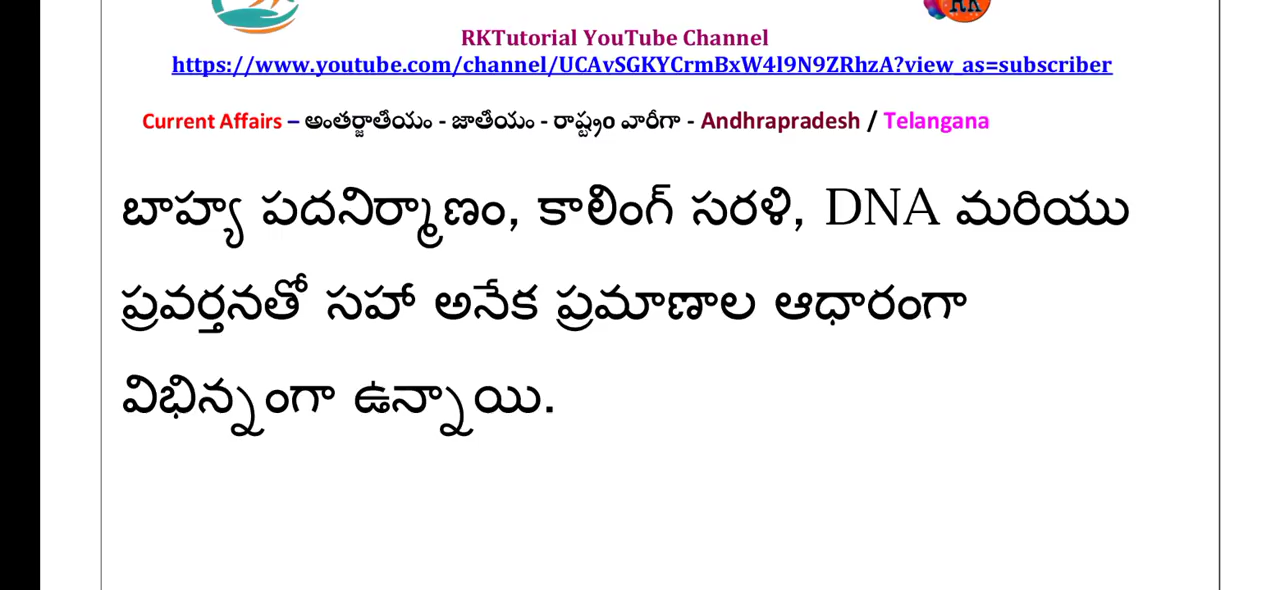 RK
RKTutorial YouTube Channel
https://www.youtube.com/channel/UCAvSGKYCrmBxW4l9N9ZRhzA?view_as=subscriber
Current Affairs – అంతర్జాతీయం - జాతీయం - రాష్ట్రం వారీగా - Andhrapradesh / Telangana
బాహ్య పదనిర్మాణం, కాలింగ్ సరళి, DNA మరియు
ప్రవర్తనతో సహా అనేక ప్రమాణాల ఆధారంగా
విభిన్నంగా ఉన్నాయి.